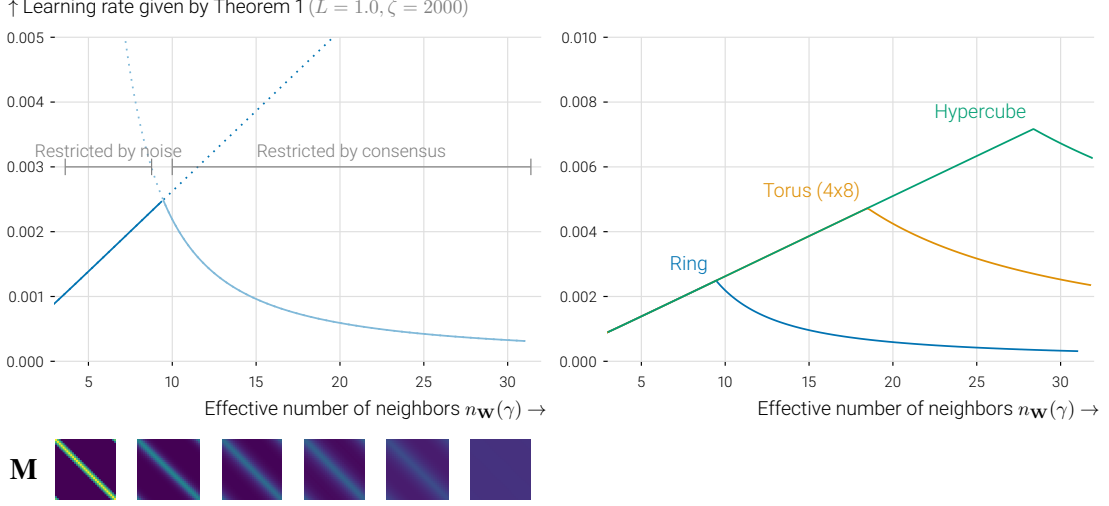 ↑ Learning rate given by Theorem 1 (L = 1.0, ζ = 2000)
0.005
0.004
0.003
0.002
0.001
0.000
Restricted by noise
Restricted by consensus
5 10 15 20 25 30
Effective number of neighbors n_W(γ) →
0.010
0.008
0.006
0.004
0.002
0.000
Hypercube
Torus (4x8)
Ring
5 10 15 20 25 30
Effective number of neighbors n_W(γ) →
M